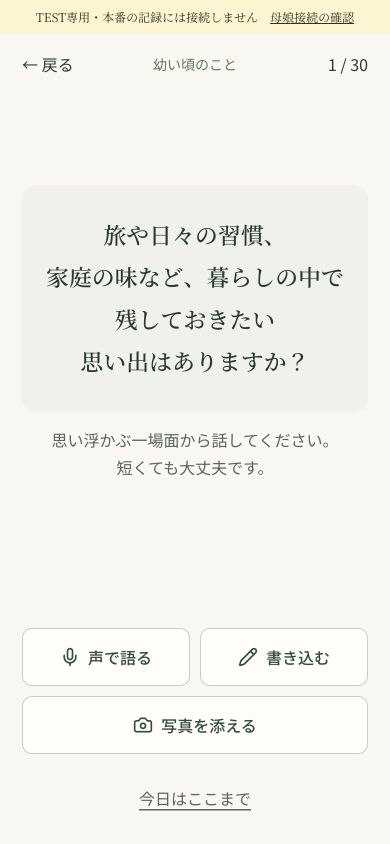 TEST専用・本番の記録には接続しません 母娘接続の確認
← 戻る 幼い頃のこと 1 / 30
旅や日々の習慣、
家庭の味など、暮らしの中で
残しておきたい
思い出はありますか？
思い浮かぶ一場面から話してください。
短くても大丈夫です。
声で語る 書き込む
写真を添える
今日はここまで